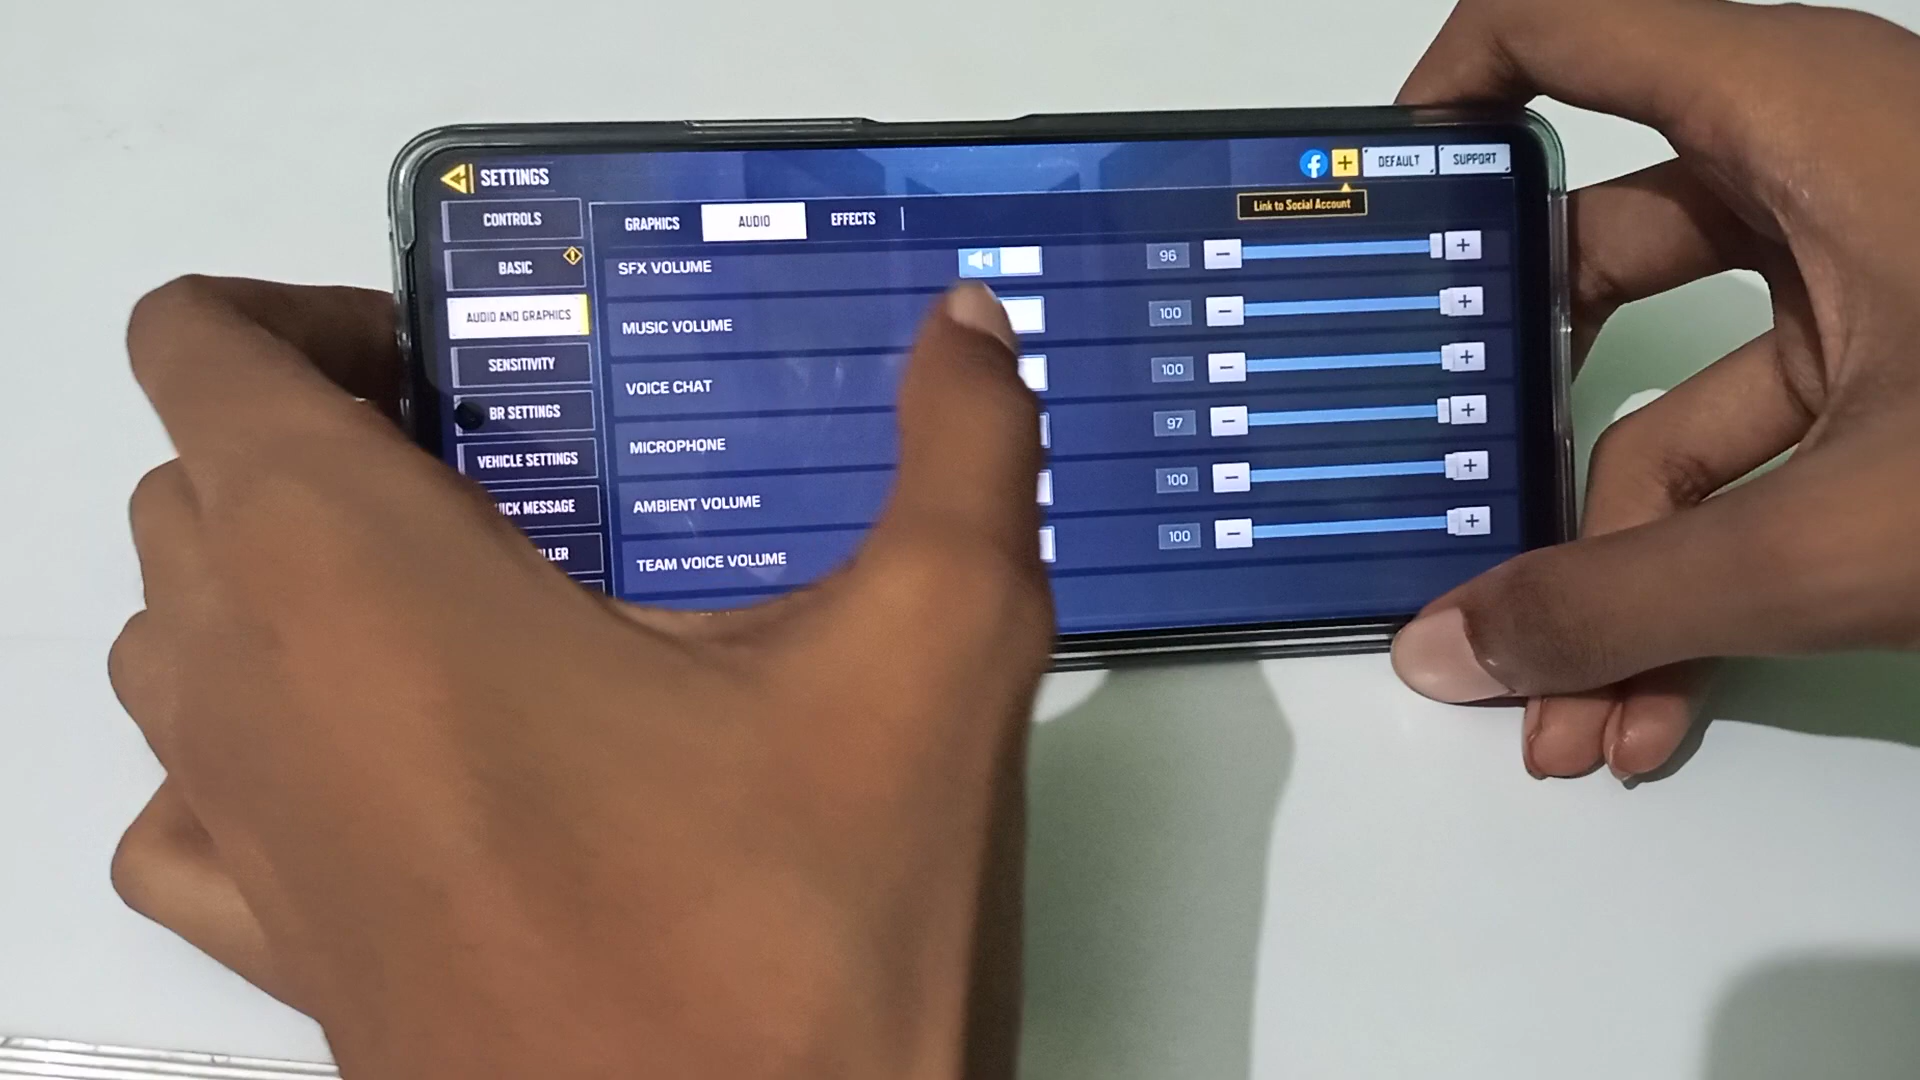 SETTINGS
DEFAULT
SUPPORT
Link to Social Account
CONTROLS
BASIC
AUDIO AND GRAPHICS
SENSITIVITY
BR SETTINGS
VEHICLE SETTINGS
MESSAGE
GRAPHICS
AUDIO
EFFECTS
SFX VOLUME
96
MUSIC VOLUME
100
VOICE CHAT
100
MICROPHONE
97
AMBIENT VOLUME
100
TEAM VOICE VOLUME
100